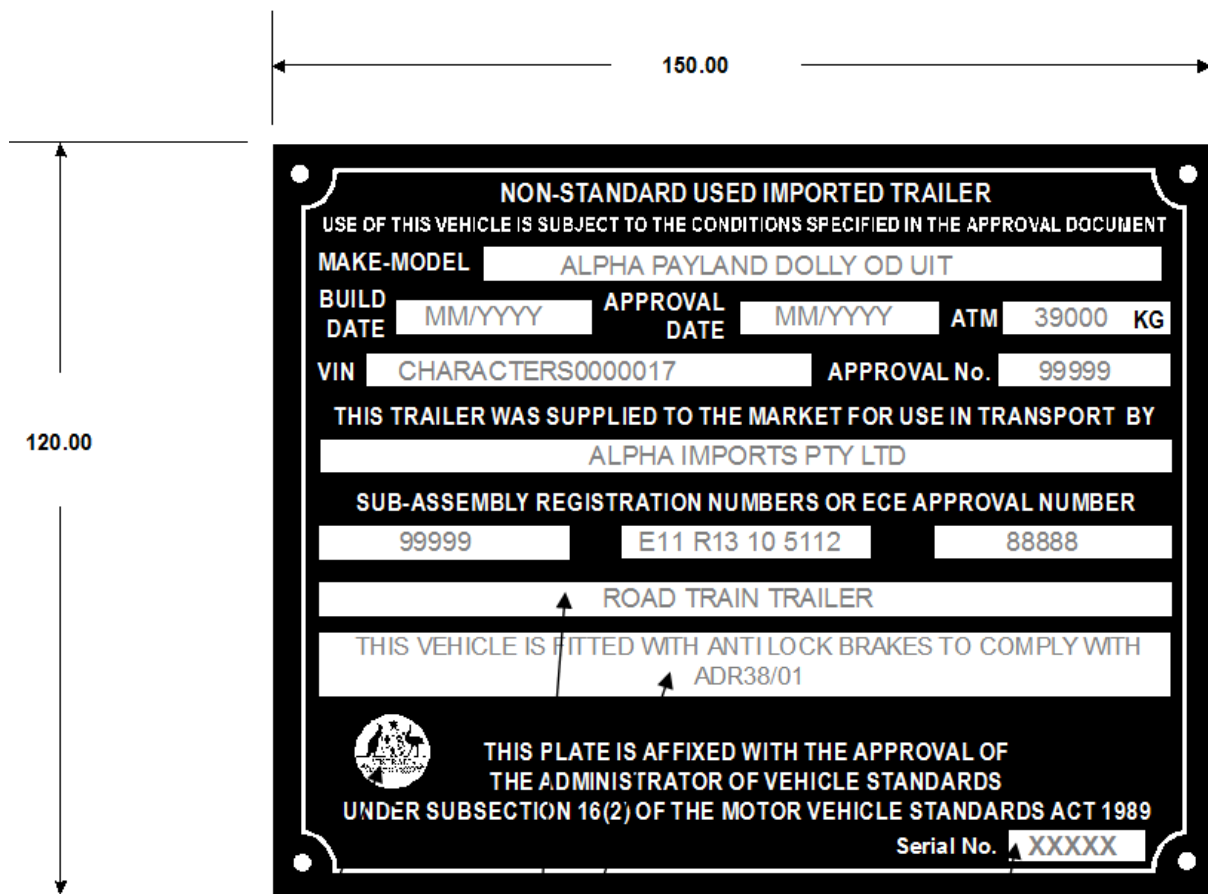 150.00
120.00
NON-STANDARD USED IMPORTED TRAILER
USE OF THIS VEHICLE IS SUBJECT TO THE CONDITIONS SPECIFIED IN THE APPROVAL DOCUMENT
MAKE-MODEL ALPHA PAYLAND DOLLY OD UIT
BUILD DATE MM/YYYY APPROVAL DATE MM/YYYY ATM 39000 KG
VIN CHARACTERS0000017 APPROVAL No. 99999
THIS TRAILER WAS SUPPLIED TO THE MARKET FOR USE IN TRANSPORT BY
ALPHA IMPORTS PTY LTD
SUB-ASSEMBLY REGISTRATION NUMBERS OR ECE APPROVAL NUMBER
99999 E11 R13 10 5112 88888
ROAD TRAIN TRAILER
THIS VEHICLE IS FITTED WITH ANTI LOCK BRAKES TO COMPLY WITH
ADR38/01
THIS PLATE IS AFFIXED WITH THE APPROVAL OF
THE ADMINISTRATOR OF VEHICLE STANDARDS
UNDER SUBSECTION 16(2) OF THE MOTOR VEHICLE STANDARDS ACT 1989
Serial No. XXXXX